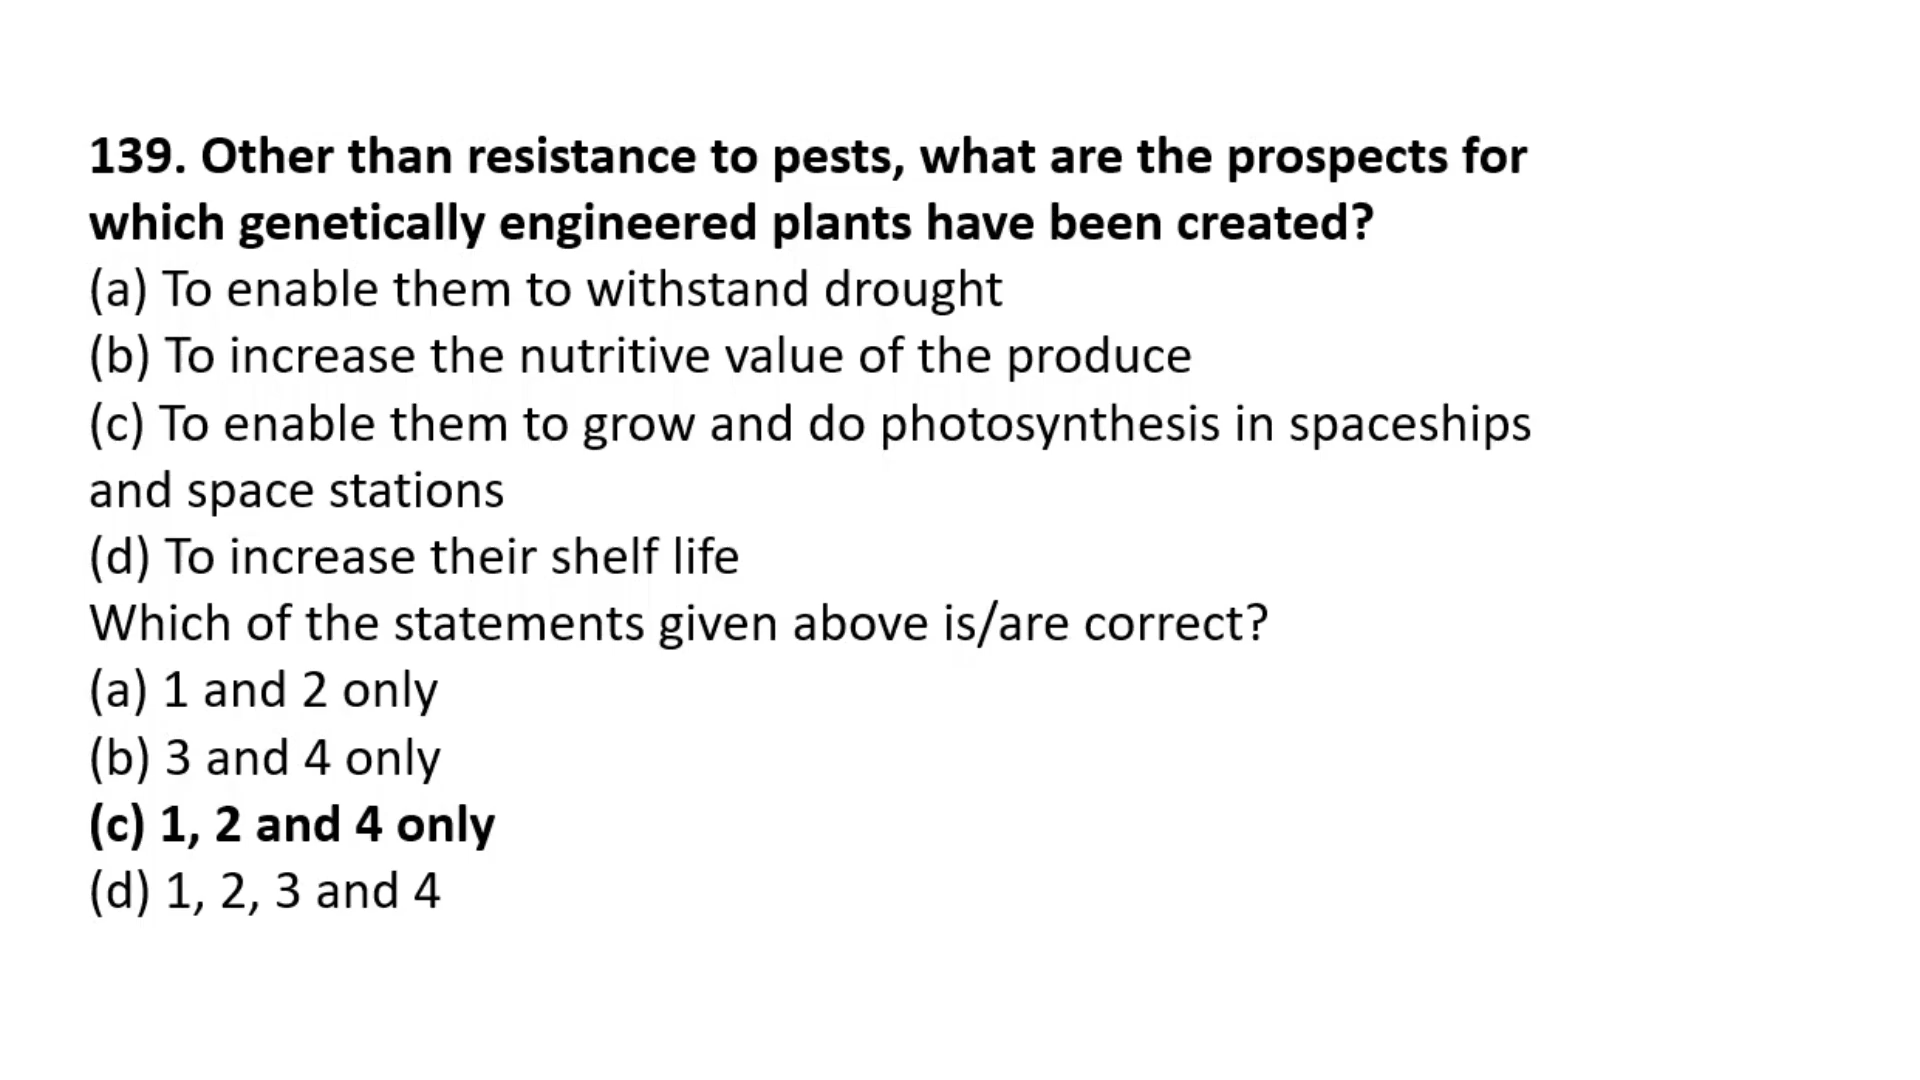 139. Other than resistance to pests, what are the prospects for
which genetically engineered plants have been created?
(a) To enable them to withstand drought
(b) To increase the nutritive value of the produce
(c) To enable them to grow and do photosynthesis in spaceships
and space stations
(d) To increase their shelf life
Which of the statements given above is/are correct?
(a) 1 and 2 only
(b) 3 and 4 only
(c) 1, 2 and 4 only
(d) 1, 2, 3 and 4